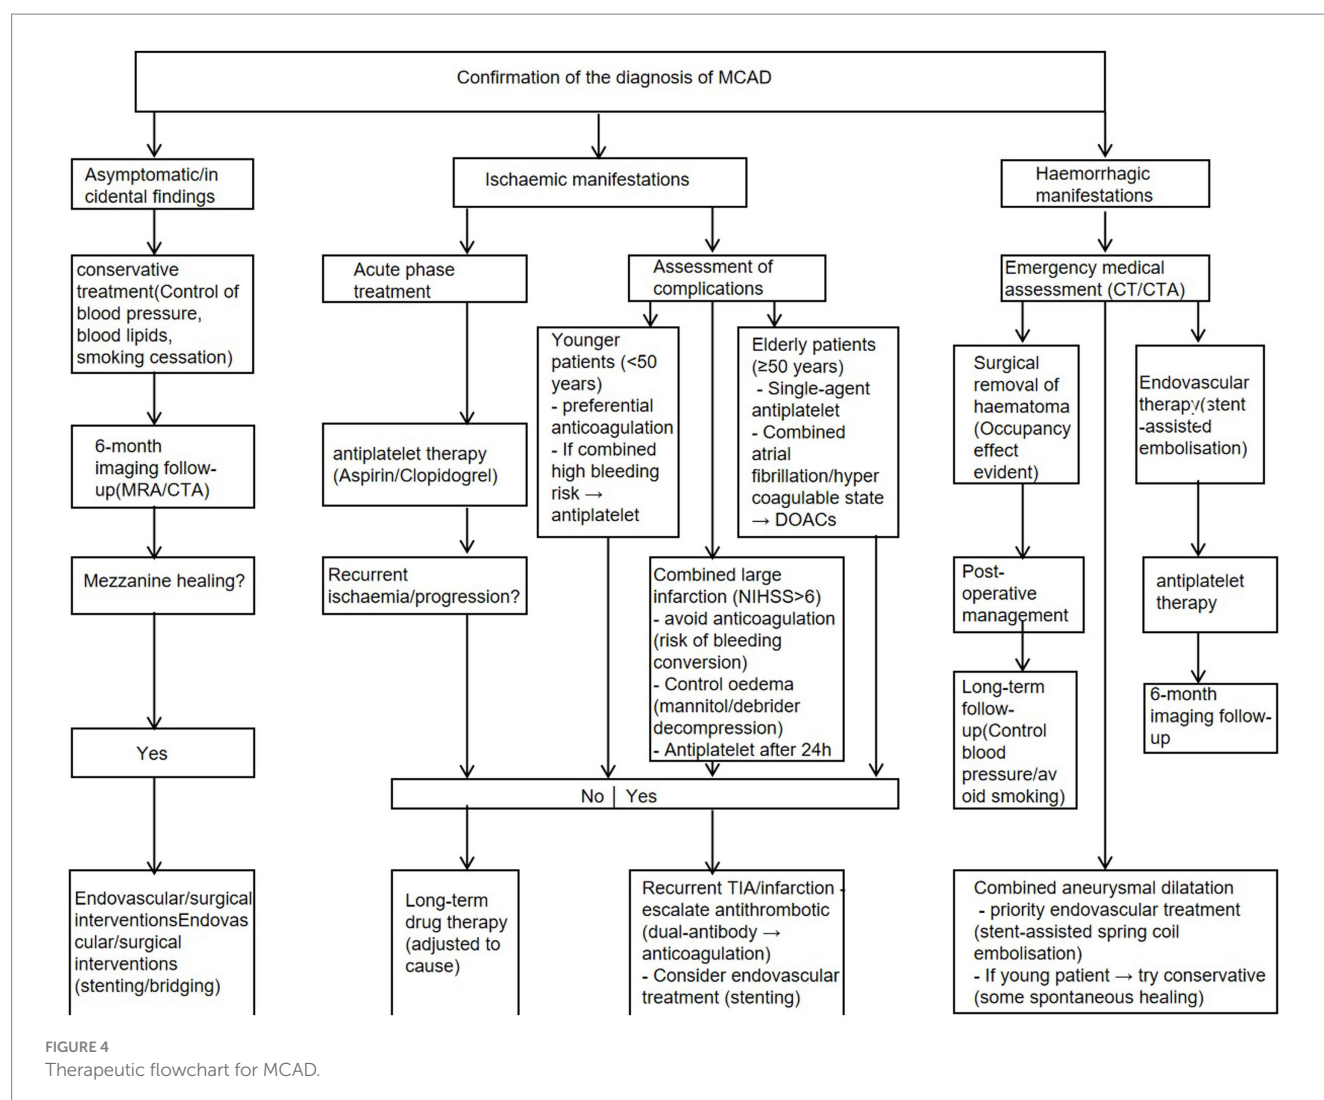 Confirmation of the diagnosis of MCAD
Asymptomatic/in
cidental findings
conservative
treatment(Control of
blood pressure,
blood lipids,
smoking cessation)
6-month
imaging follow-
up(MRA/CTA)
Mezzanine healing?
Yes
Endovascular/surgical
interventionsEndovas
cular/surgical
interventions
(stenting/bridging)
Ischaemic manifestations
Acute phase
treatment
antiplatelet therapy
(Aspirin/Clopidogrel)
Recurrent
ischaemia/progression?
Assessment of
complications
Younger
patients (<50
years)
- preferential
anticoagulation
- If combined
high bleeding
risk →
antiplatelet
Elderly patients
(≥50 years)
- Single-agent
antiplatelet
- Combined
atrial
fibrillation/hyper
coagulable state
→ DOACs
Combined large
infarction (NIHSS>6)
- avoid anticoagulation
(risk of bleeding
conversion)
- Control oedema
(mannitol/debrider
decompression)
- Antiplatelet after 24h
No | Yes
Long-term
drug therapy
(adjusted to
cause)
Recurrent TIA/infarction -
escalate antithrombotic
(dual-antibody →
anticoagulation)
- Consider endovascular
treatment (stenting)
Haemorrhagic
manifestations
Emergency medical
assessment (CT/CTA)
Surgical
removal of
haematoma
(Occupancy
effect
evident)
Post-
operative
management
Long-term
follow-
up(Control
blood
pressure/av
oid smoking)
Endovascular
therapy(stent
-assisted
embolisation)
antiplatelet
therapy
6-month
imaging follow-
up
Combined aneurysmal dilatation
- priority endovascular treatment
(stent-assisted spring coil
embolisation)
- If young patient → try conservative
(some spontaneous healing)
FIGURE 4
Therapeutic flowchart for MCAD.